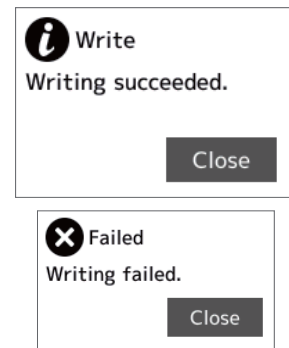 Write
Writing succeeded.
Close
Failed
Writing failed.
Close